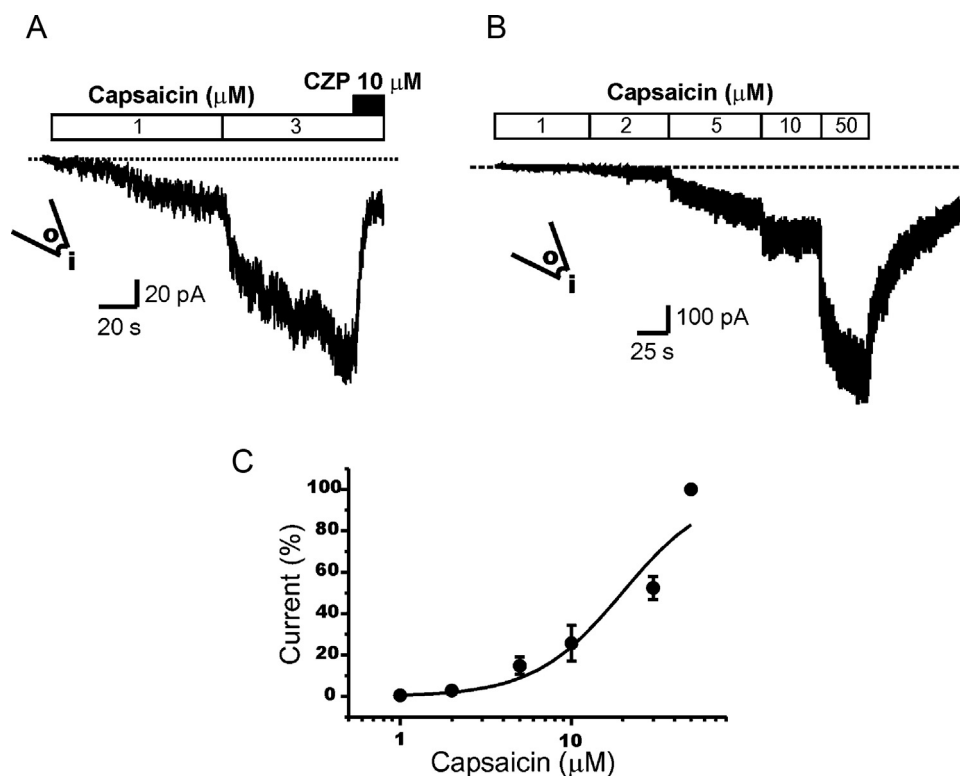 A
CZP 10 μM
Capsaicin (μM)
1 3
o
i
20 pA
20 s
B
Capsaicin (μM)
1 2 5 10 50
o
i
100 pA
25 s
C
Current (%)
100
80
60
40
20
0
1 10
Capsaicin (μM)